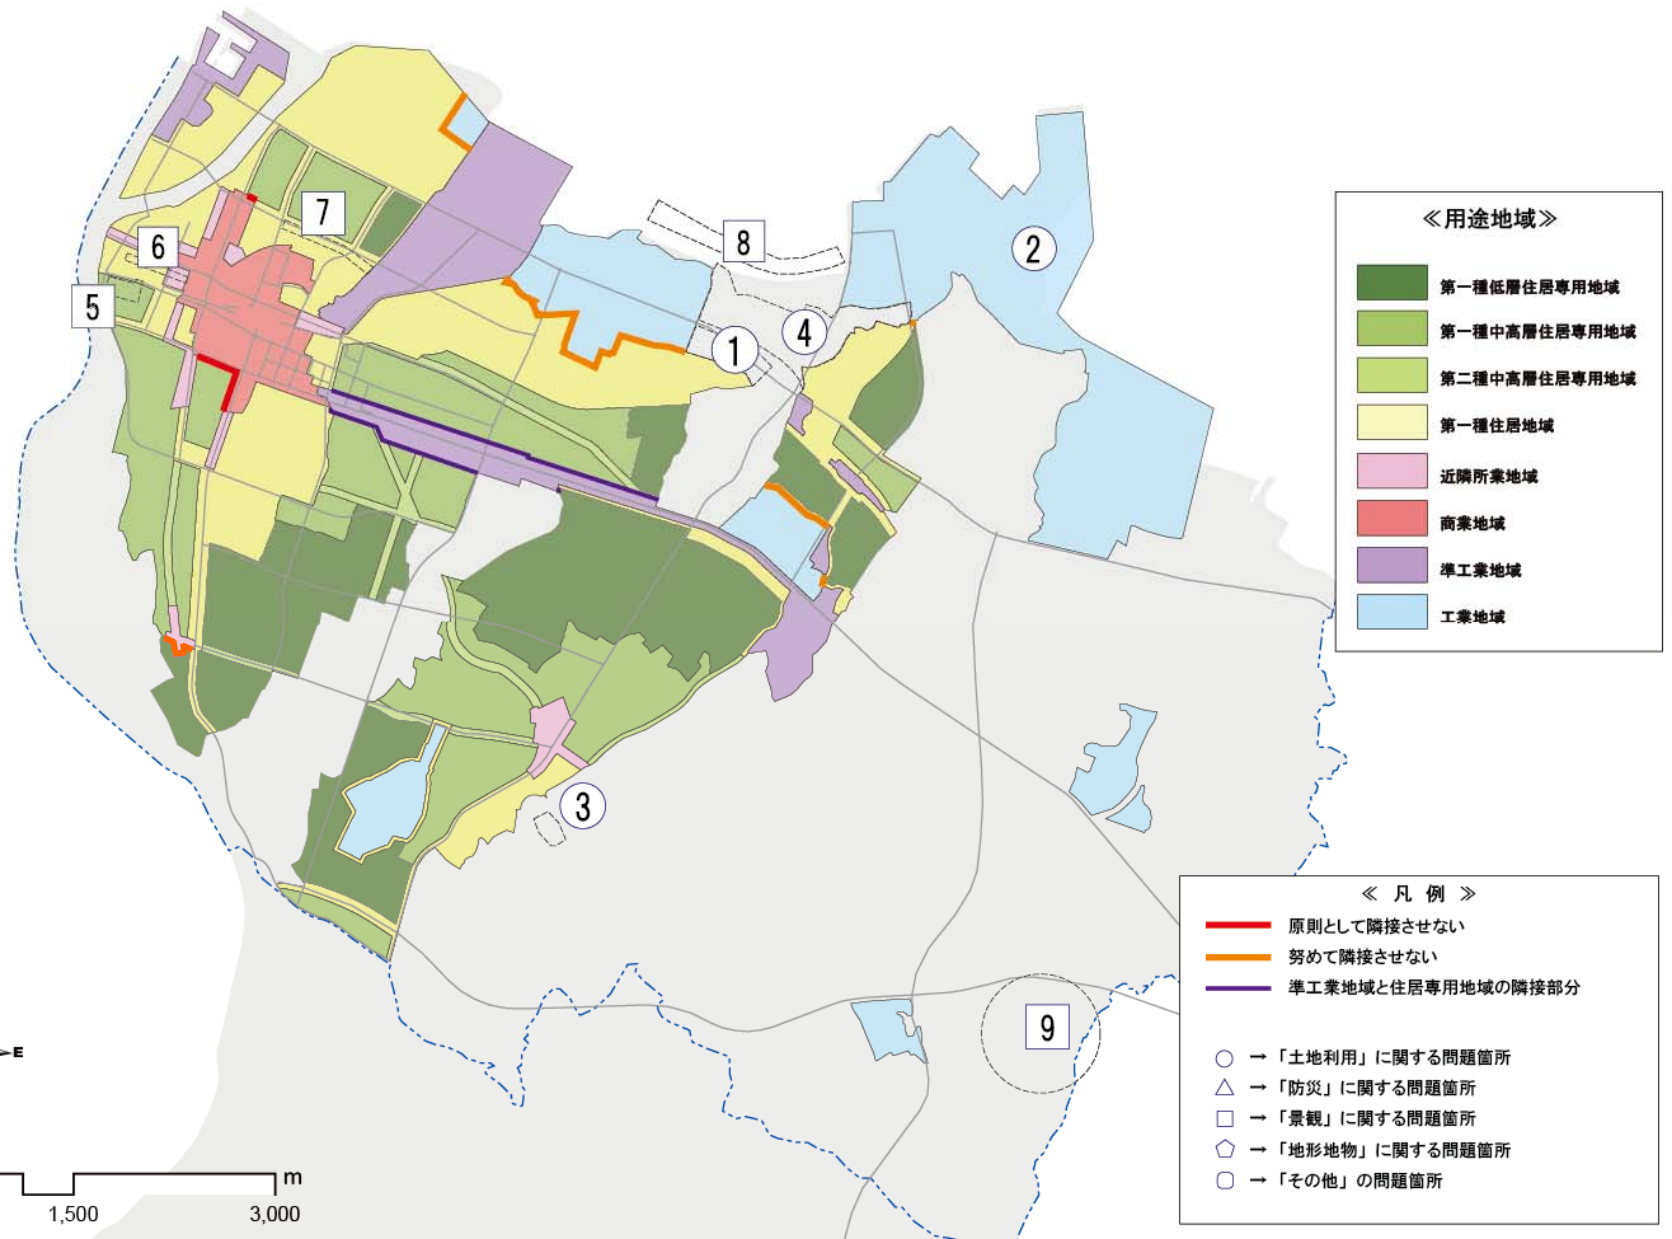 7
6
5
8
2
1
4
3
9
≪用途地域≫
第一種低層住居専用地域
第一種中高層住居専用地域
第二種中高層住居専用地域
第一種住居地域
近隣所業地域
商業地域
準工業地域
工業地域
≪ 凡 例 ≫
原則として隣接させない
努めて隣接させない
準工業地域と住居専用地域の隣接部分
○ → 「土地利用」に関する問題箇所
△ → 「防災」に関する問題箇所
□ → 「景観」に関する問題箇所
→ 「地形地物」に関する問題箇所
→ 「その他」の問題箇所
E
m
1,500 3,000